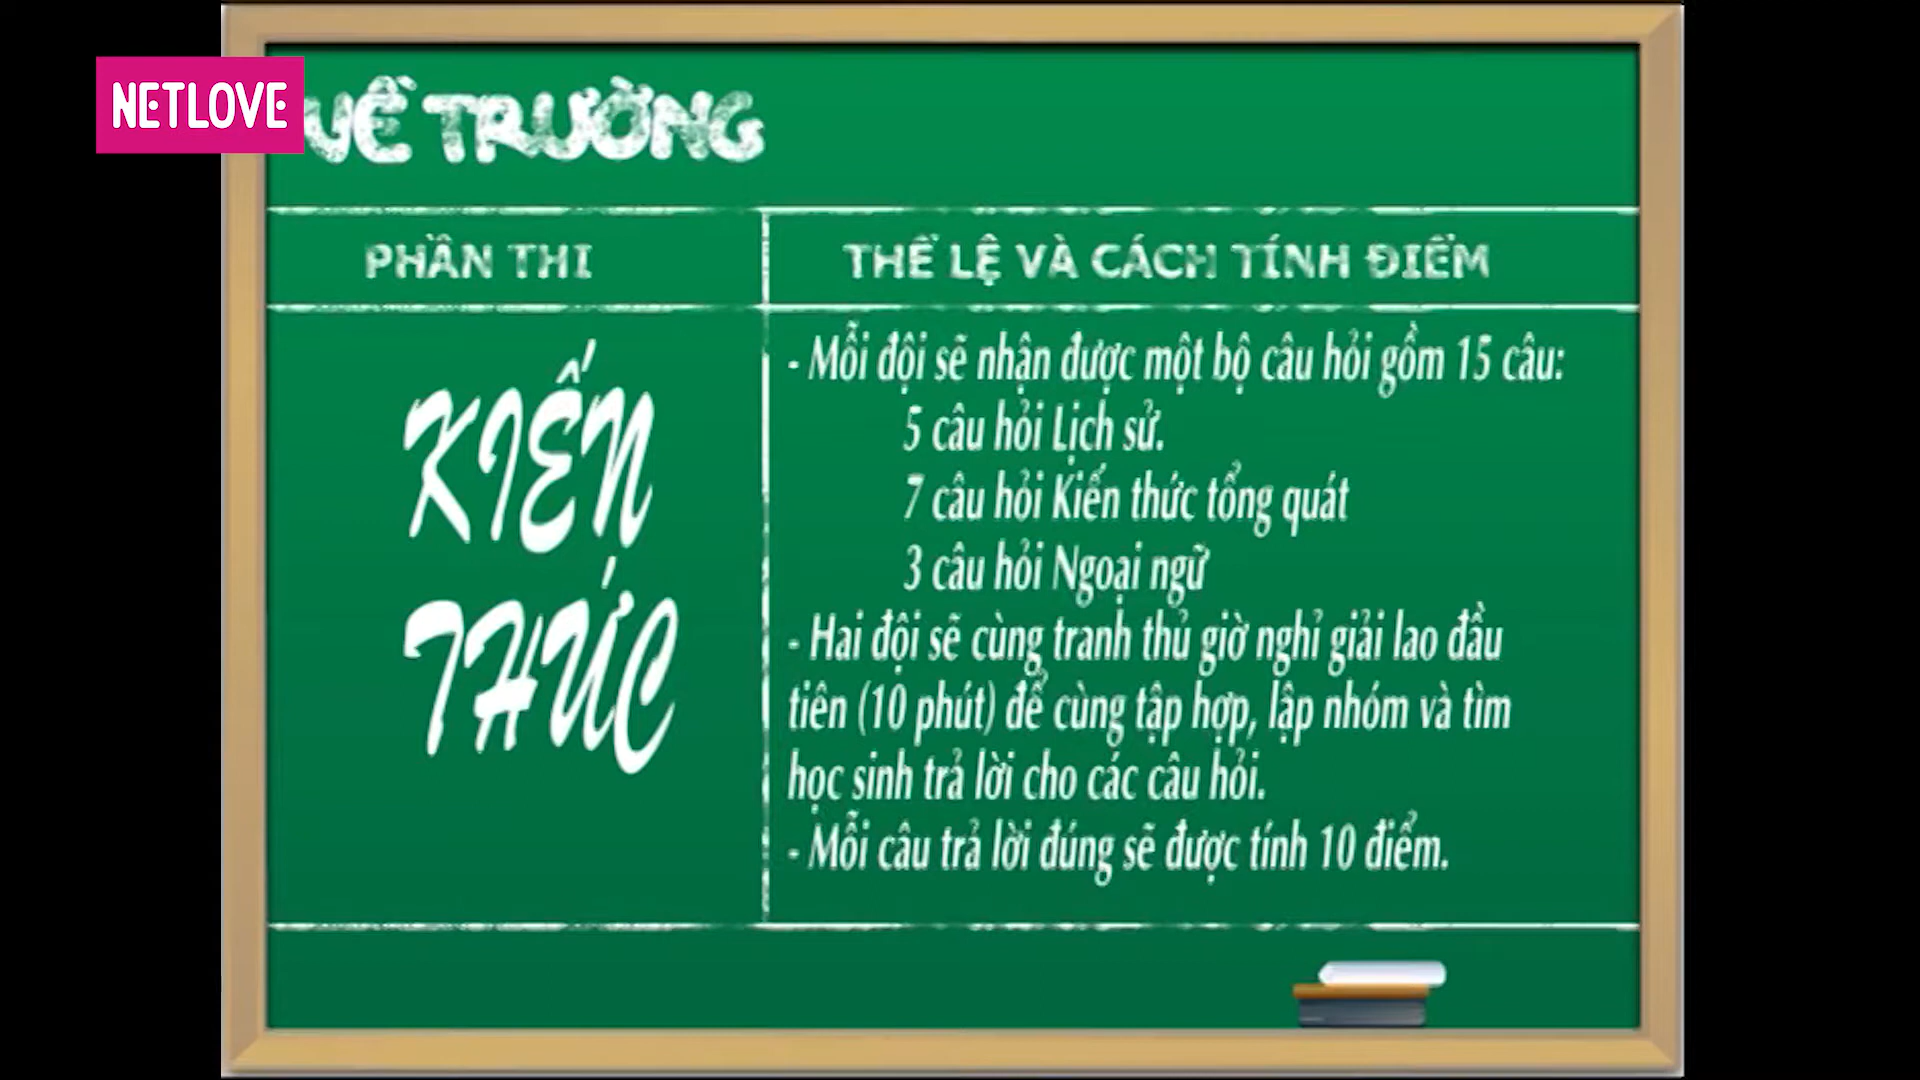 NETLOVE
VỀ TRƯỜNG
PHẦN THI
THỂ LỆ VÀ CÁCH TÍNH ĐIỂM
KIẾN
THỨC
- Mỗi đội sẽ nhận được một bộ câu hỏi gồm 15 câu:
5 câu hỏi Lịch sử.
7 câu hỏi Kiến thức tổng quát
3 câu hỏi Ngoại ngữ
- Hai đội sẽ cùng tranh thủ giờ nghỉ giải lao đầu
tiên (10 phút) để cùng tập hợp, lập nhóm và tìm
học sinh trả lời cho các câu hỏi.
- Mỗi câu trả lời đúng sẽ được tính 10 điểm.